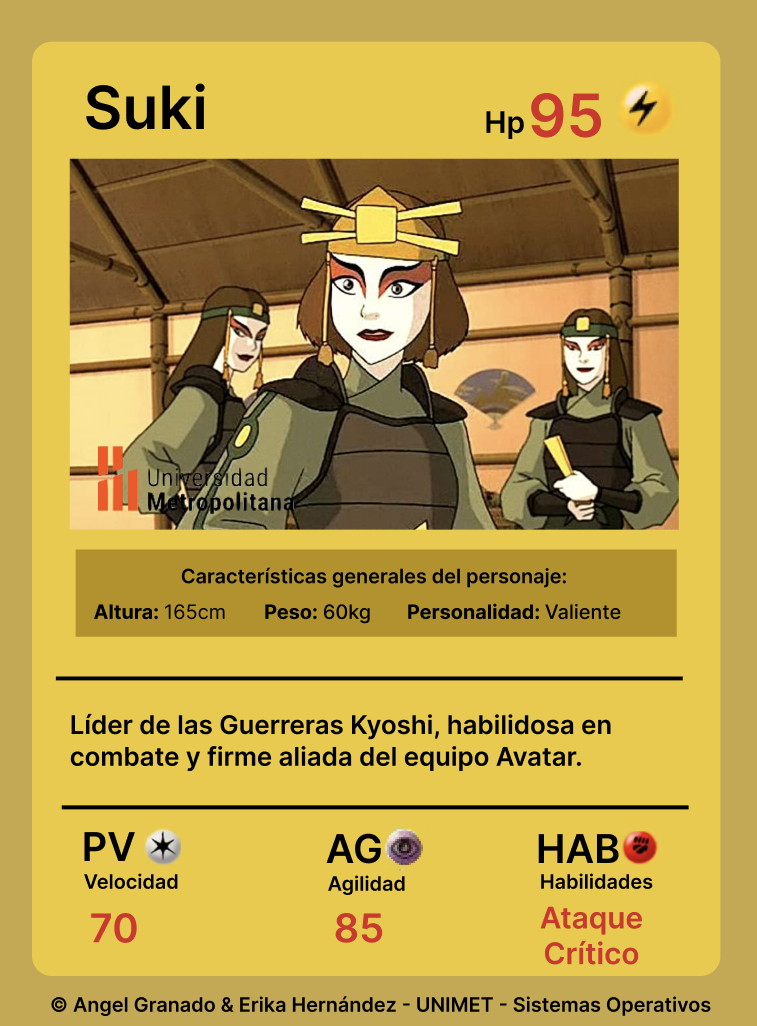 Suki
Hp 95
Universidad
Metropolitana
Características generales del personaje:
Altura: 165cm Peso: 60kg Personalidad: Valiente
Líder de las Guerreras Kyoshi, habilidosa en
combate y firme aliada del equipo Avatar.
PV AG HAB
Velocidad Agilidad Habilidades
70 85 Ataque
Crítico
© Angel Granado & Erika Hernández - UNIMET - Sistemas Operativos